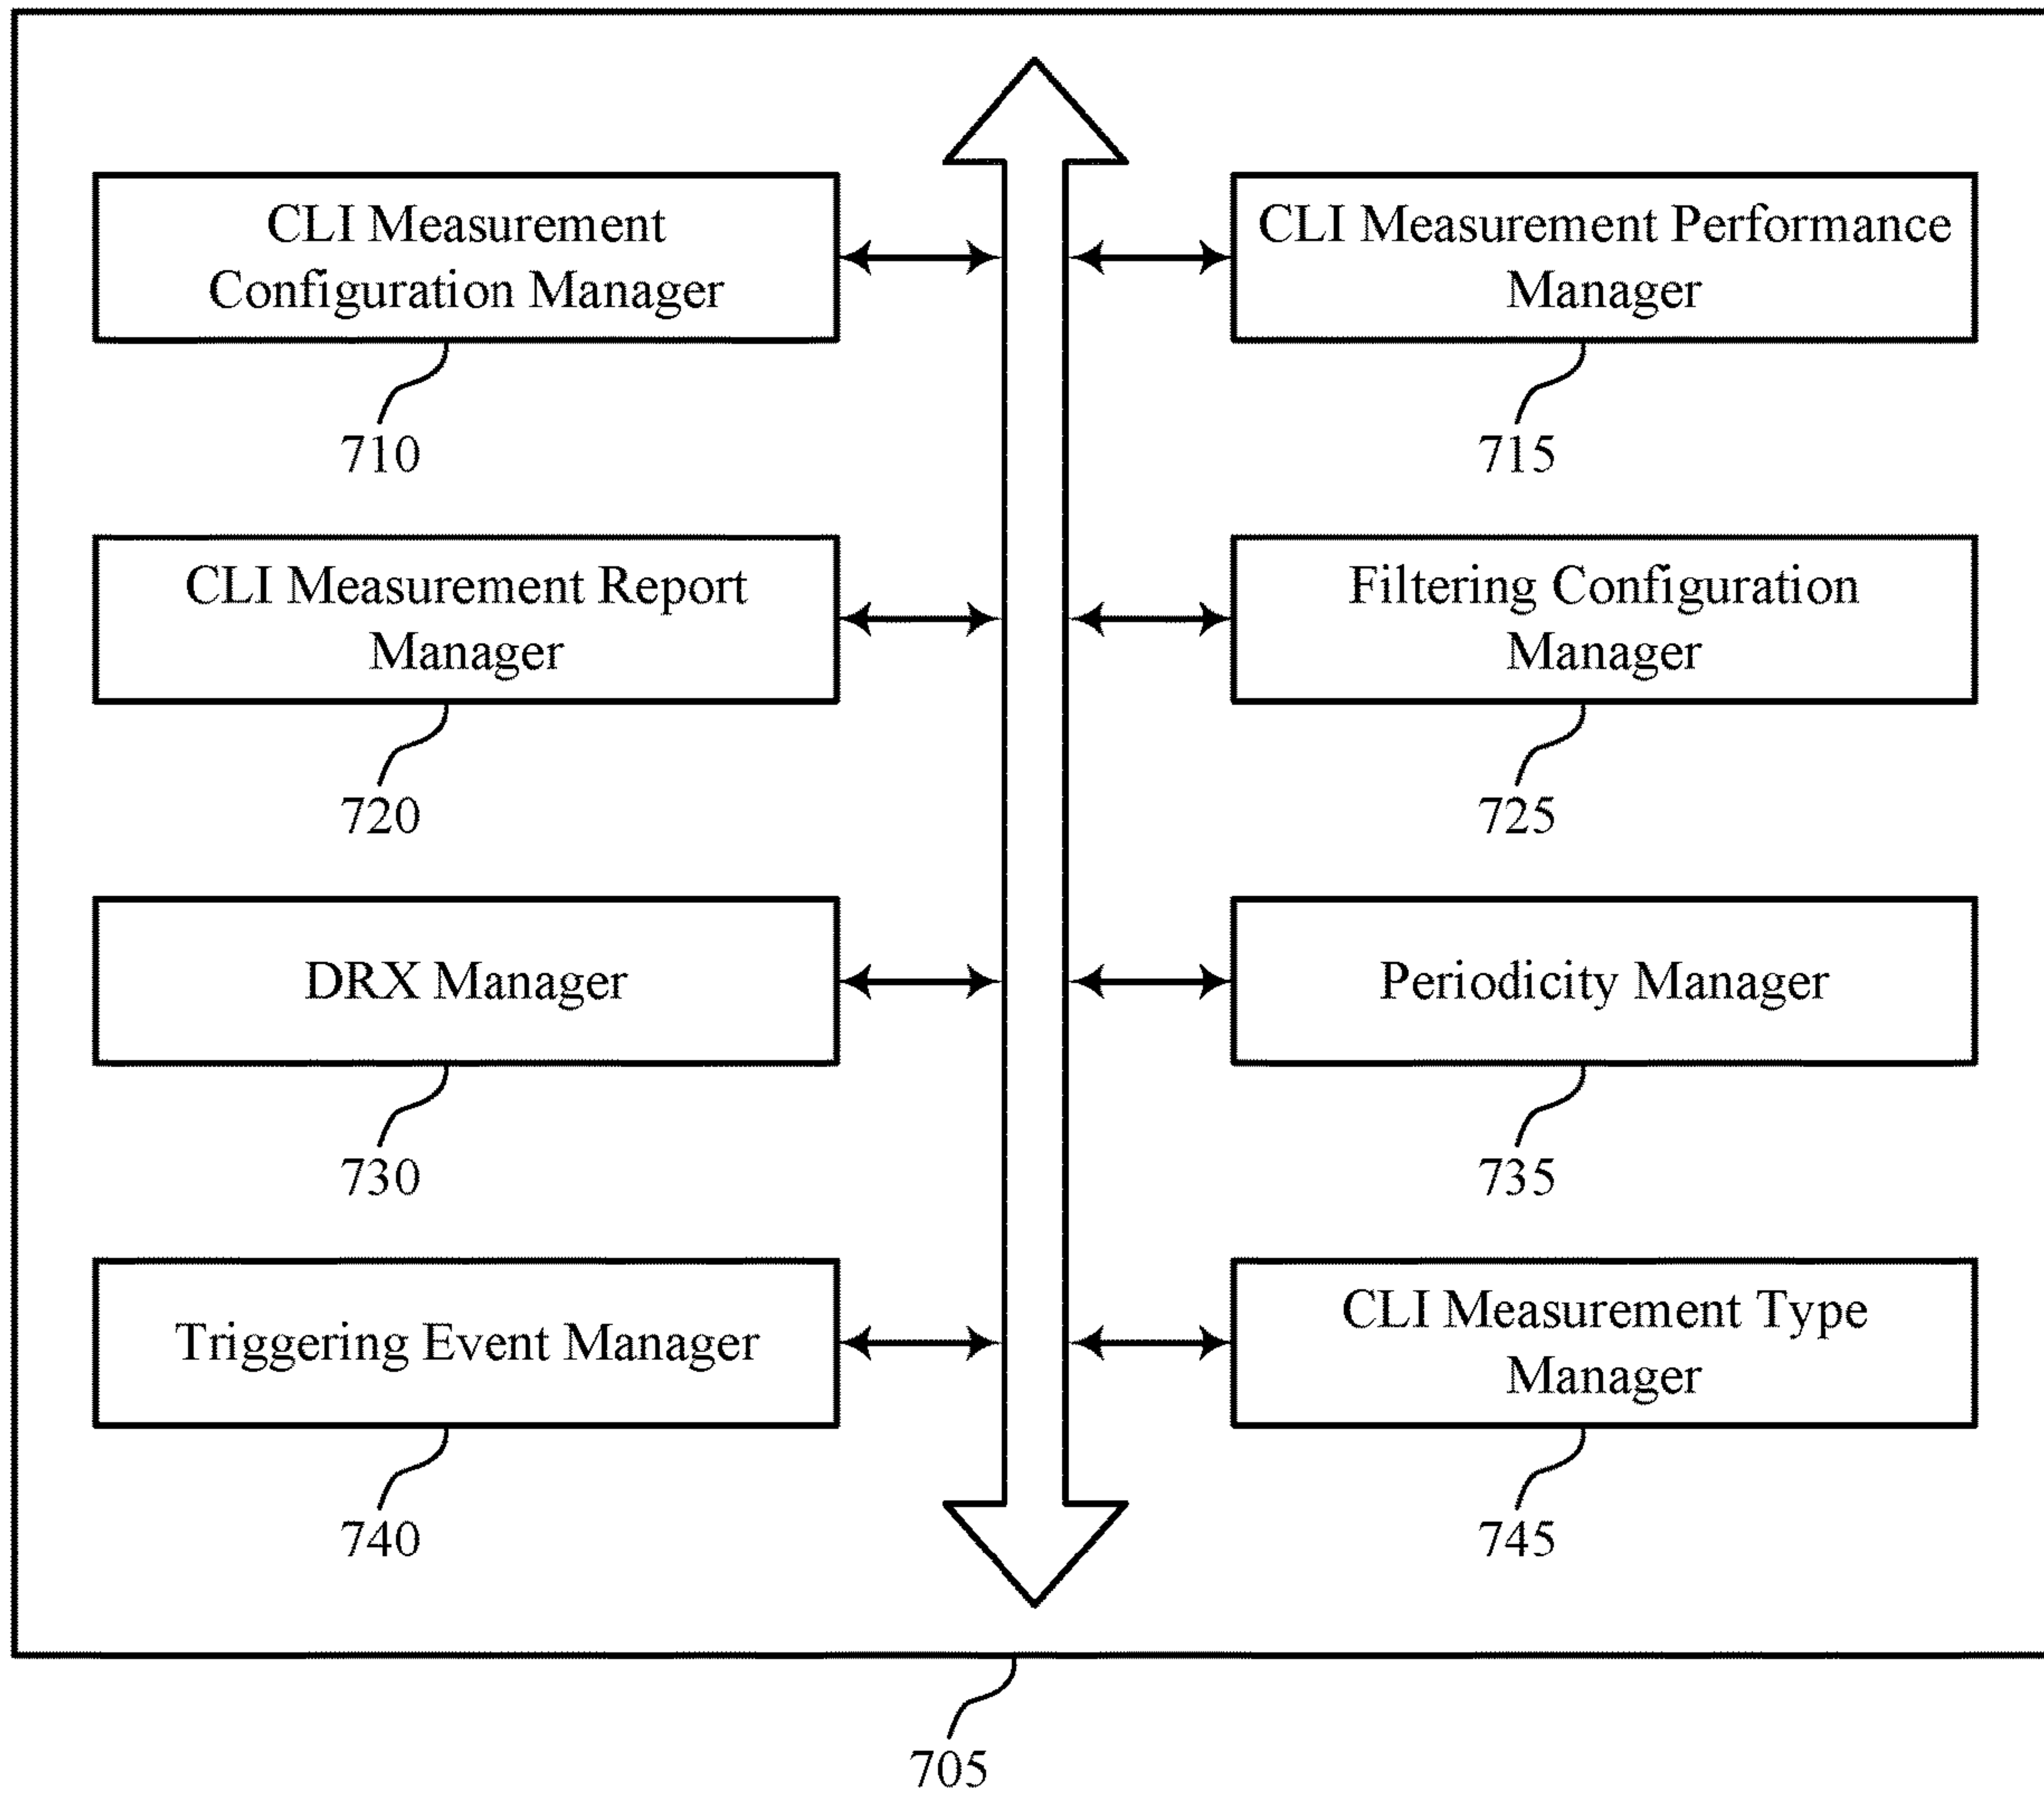 CLI Measurement
Configuration Manager
710
CLI Measurement Performance
Manager
715
CLI Measurement Report
Manager
720
Filtering Configuration
Manager
725
DRX Manager
730
Periodicity Manager
735
Triggering Event Manager
740
CLI Measurement Type
Manager
745
705